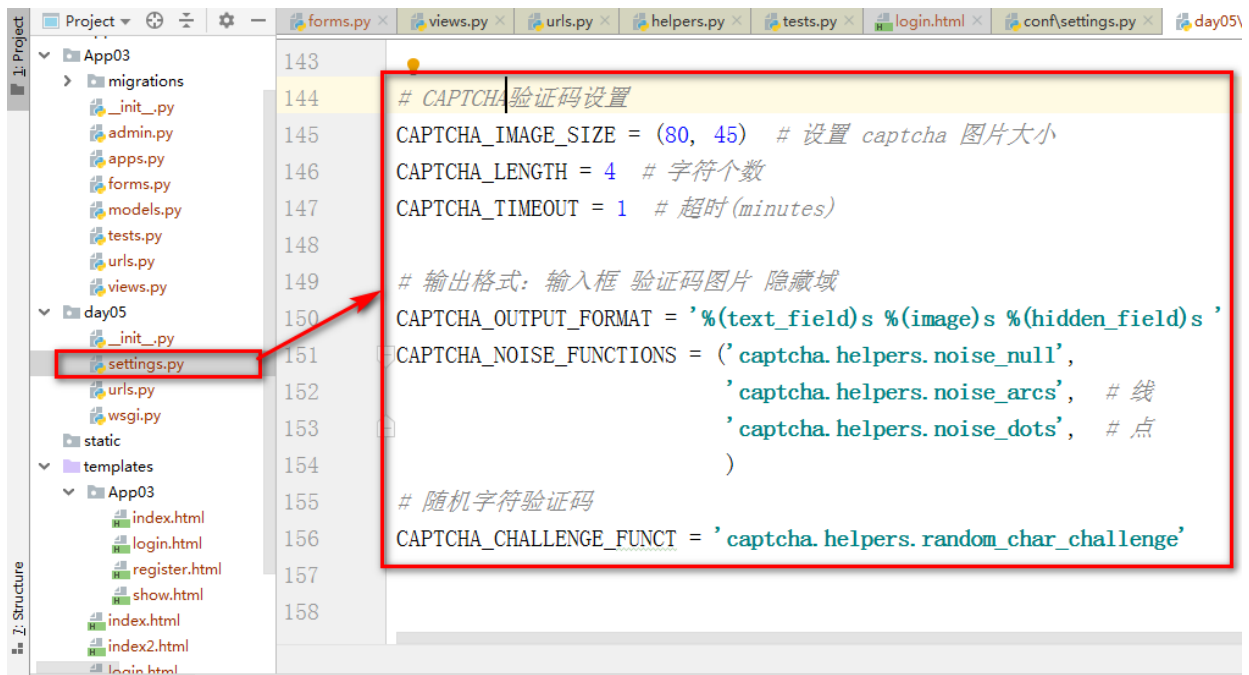 Project
forms.py
views.py
urls.py
helpers.py
tests.py
login.html
conf\settings.py
day05\
1: Project
App03
migrations
__init__.py
admin.py
apps.py
forms.py
models.py
tests.py
urls.py
views.py
day05
__init__.py
settings.py
urls.py
wsgi.py
static
templates
App03
index.html
login.html
register.html
show.html
index.html
index2.html
login.html
7: Structure
143
144 # CAPTCHA验证码设置
145 CAPTCHA_IMAGE_SIZE = (80, 45)  # 设置 captcha 图片大小
146 CAPTCHA_LENGTH = 4  # 字符个数
147 CAPTCHA_TIMEOUT = 1  # 超时(minutes)
148
149 # 输出格式：输入框 验证码图片 隐藏域
150 CAPTCHA_OUTPUT_FORMAT = '%(text_field)s %(image)s %(hidden_field)s '
151 CAPTCHA_NOISE_FUNCTIONS = ('captcha.helpers.noise_null',
152 'captcha.helpers.noise_arcs',  # 线
153 'captcha.helpers.noise_dots',  # 点
154 )
155 # 随机字符验证码
156 CAPTCHA_CHALLENGE_FUNCT = 'captcha.helpers.random_char_challenge'
157
158